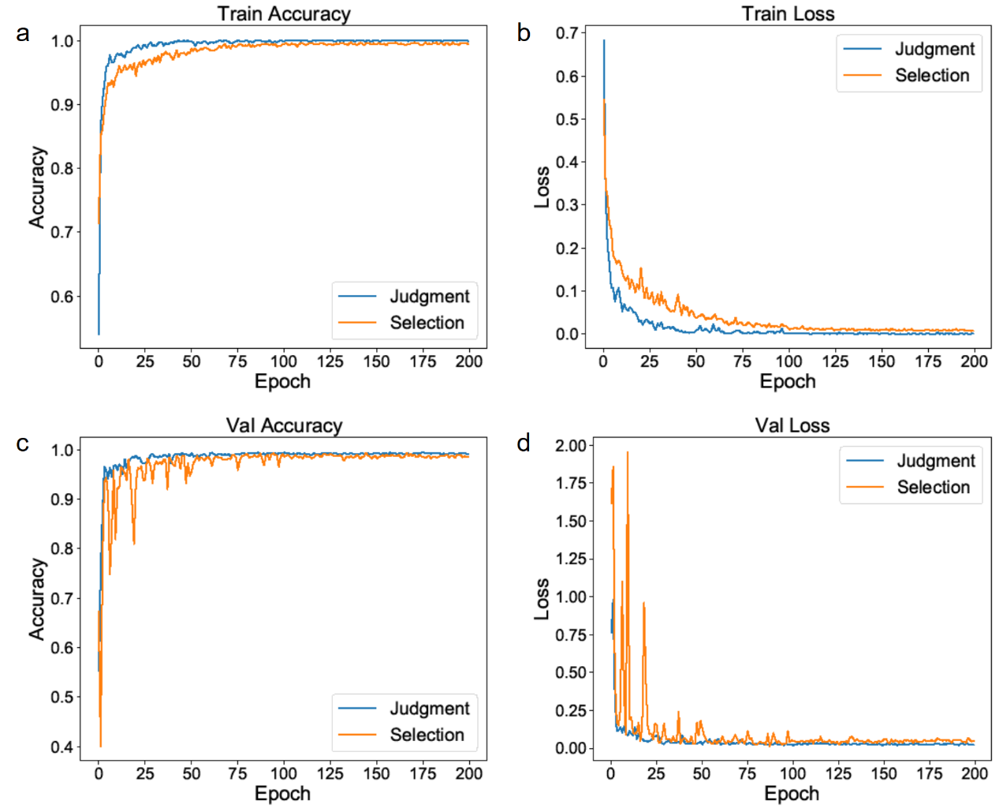 a
Train Accuracy
1.0
0.9
0.8
0.7
0.6
Accuracy
Judgment
Selection
0 25 50 75 100 125 150 175 200
Epoch
b
Train Loss
0.7
0.6
0.5
0.4
0.3
0.2
0.1
0.0
Loss
Judgment
Selection
0 25 50 75 100 125 150 175 200
Epoch
c
Val Accuracy
1.0
0.9
0.8
0.7
0.6
0.5
0.4
Accuracy
Judgment
Selection
0 25 50 75 100 125 150 175 200
Epoch
d
Val Loss
2.00
1.75
1.50
1.25
1.00
0.75
0.50
0.25
0.00
Loss
Judgment
Selection
0 25 50 75 100 125 150 175 200
Epoch